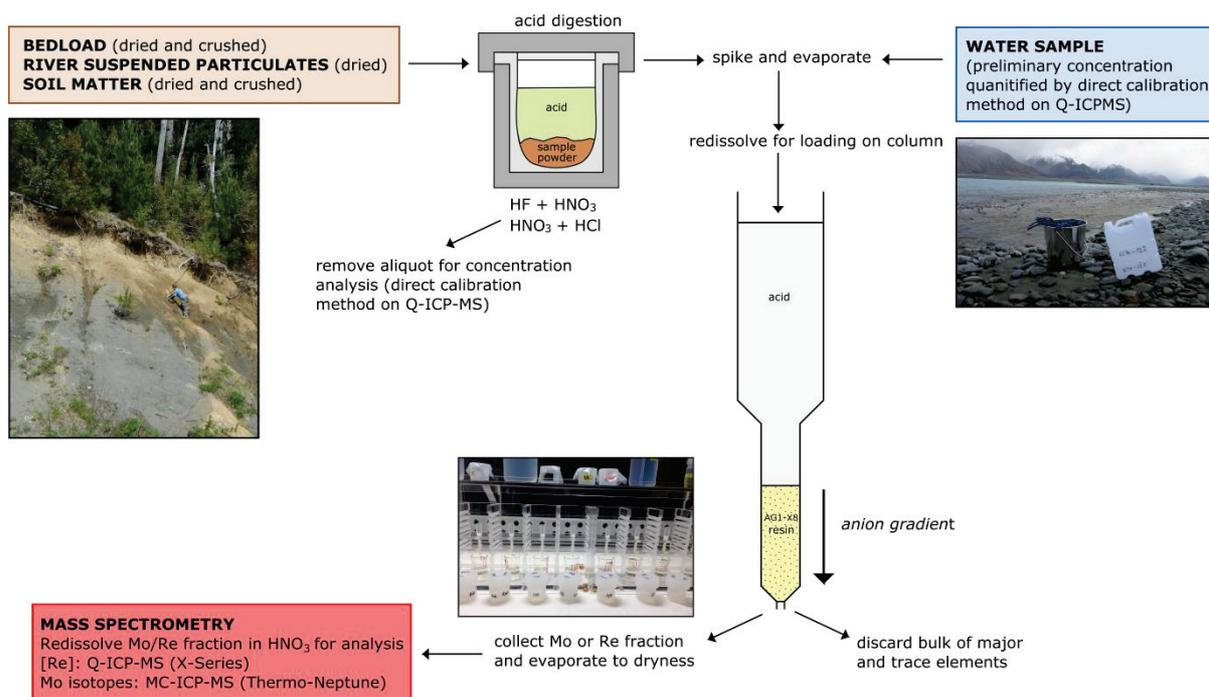 BEDLOAD (dried and crushed)
RIVER SUSPENDED PARTICULATES (dried)
SOIL MATTER (dried and crushed)
acid digestion
acid
sample
powder
HF + HNO₃
HNO₃ + HCl
remove aliquot for concentration
analysis (direct calibration
method on Q-ICP-MS)
spike and evaporate
WATER SAMPLE
(preliminary concentration
quanitified by direct calibration
method on Q-ICPMS)
redissolve for loading on column
acid
AG1-X8
resin
anion gradient
collect Mo or Re fraction
and evaporate to dryness
discard bulk of major
and trace elements
MASS SPECTROMETRY
Redissolve Mo/Re fraction in HNO₃ for analysis
[Re]: Q-ICP-MS (X-Series)
Mo isotopes: MC-ICP-MS (Thermo-Neptune)